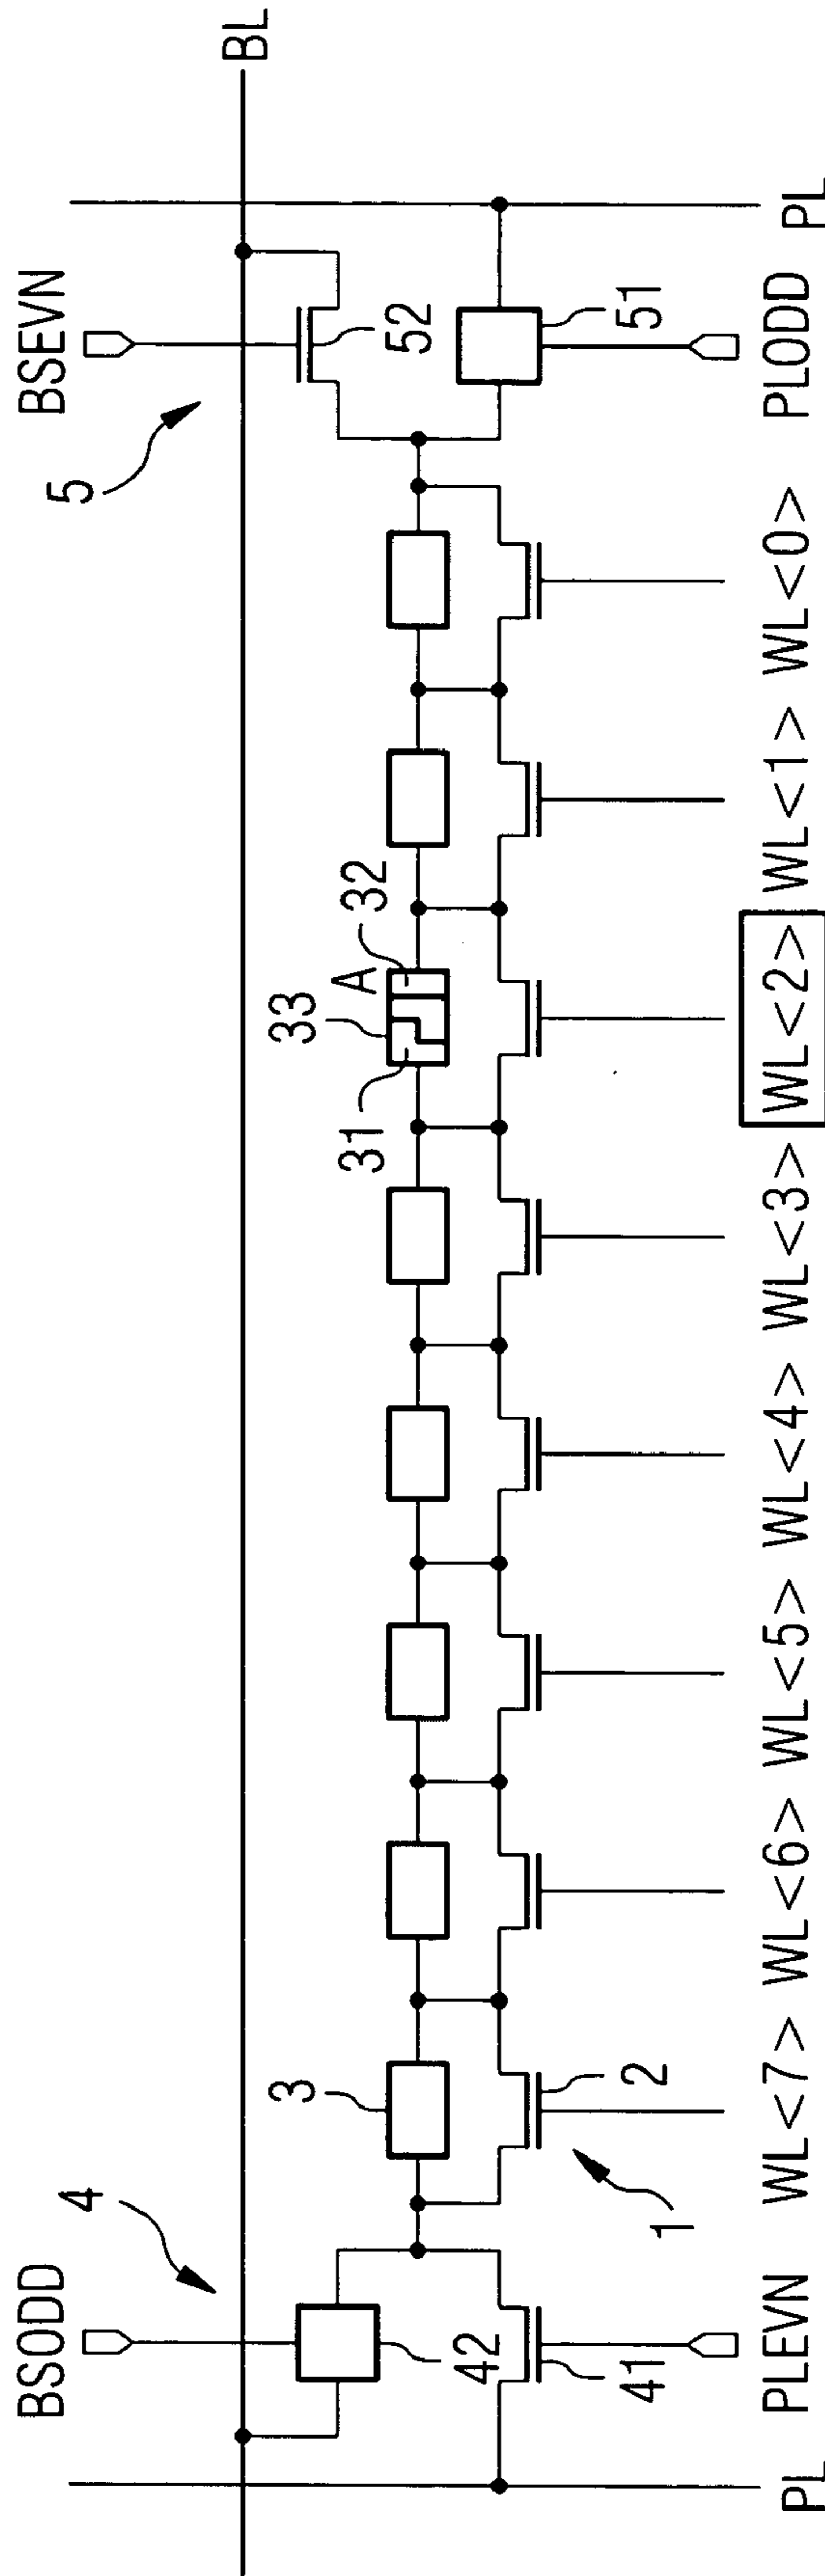 BL
BSODD
BSEVN
4
5
42
52
3
31
33
A
32
41
2
1
51
PL
PLEVN
WL<7>
WL<6>
WL<5>
WL<4>
WL<3>
WL<2>
WL<1>
WL<0>
PLODD
PL